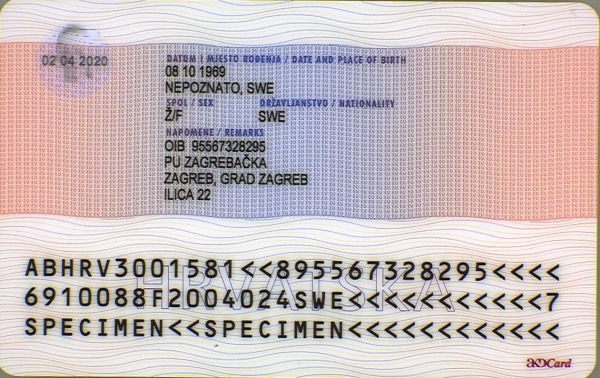 02 04 2020
DATUM I MJESTO ROĐENJA / DATE AND PLACE OF BIRTH
08 10 1969
NEPOZNATO, SWE
SPOL / SEX DRŽAVLJANSTVO / NATIONALITY
Ž/F SWE
NAPOMENE / REMARKS
OIB 95567328295
PU ZAGREBAČKA
ZAGREB, GRAD ZAGREB
ILICA 22
HRVATSKA
ABHRV3001581<<895567328295<<<<
6910088F2004024SWE<<<<<<<<<<<7
SPECIMEN<<SPECIMEN<<<<<<<<<<<<
AKDCard